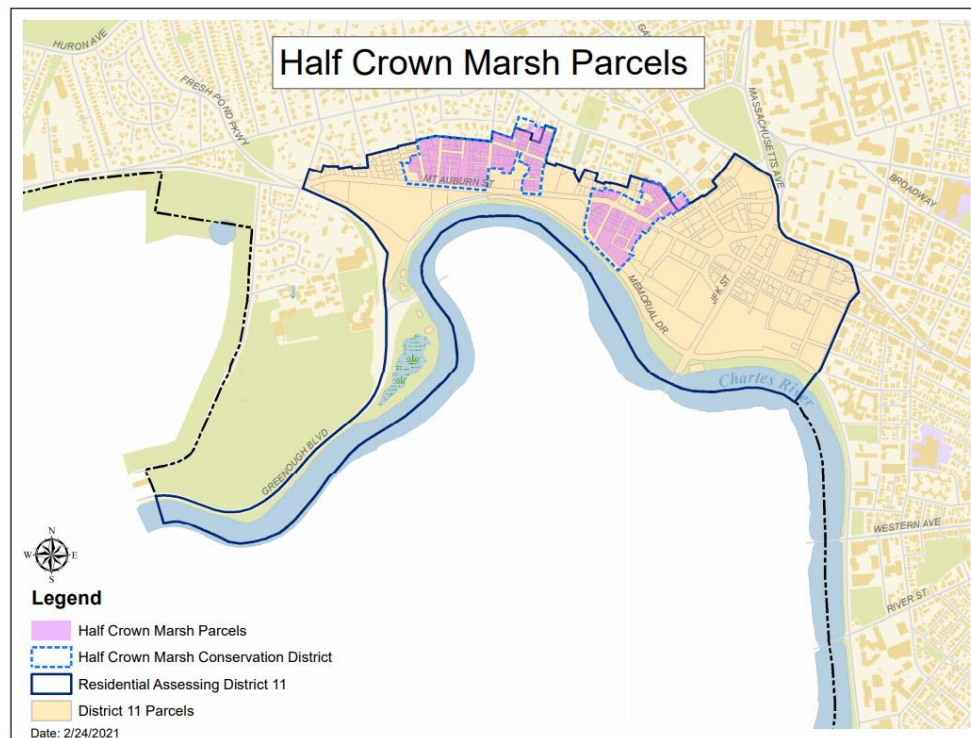 Half Crown Marsh Parcels
HURON AVE
FRESH POND PKWY
MASSACHUSETTS AVE
BROADWAY
MT AUBURN ST
MEMORIAL DR
JFK ST
Charles River
GREENOUGH BLVD
WESTERN AVE
RIVER ST
N
W
E
S
Legend
Half Crown Marsh Parcels
Half Crown Marsh Conservation District
Residential Assessing District 11
District 11 Parcels
Date: 2/24/2021